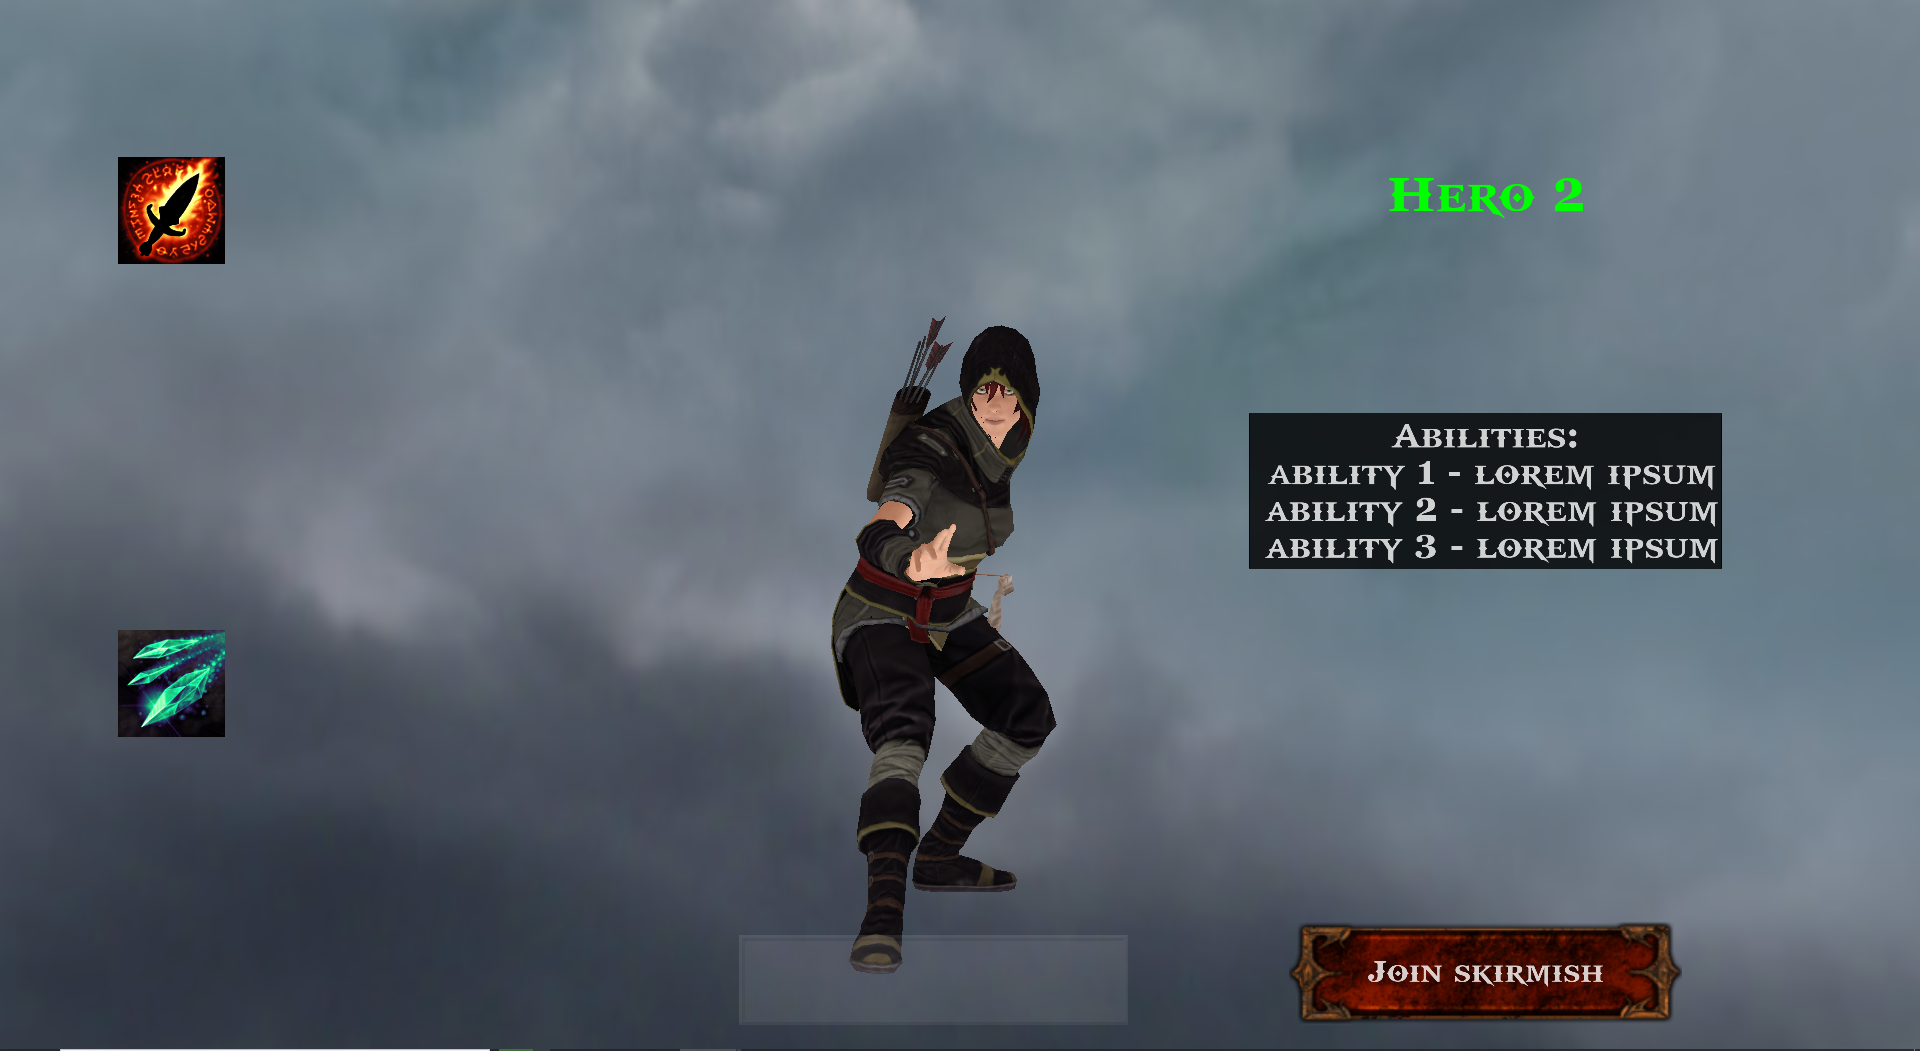 Hero 2
Abilities:
ability 1 - lorem ipsum
ability 2 - lorem ipsum
ability 3 - lorem ipsum
Join skirmish